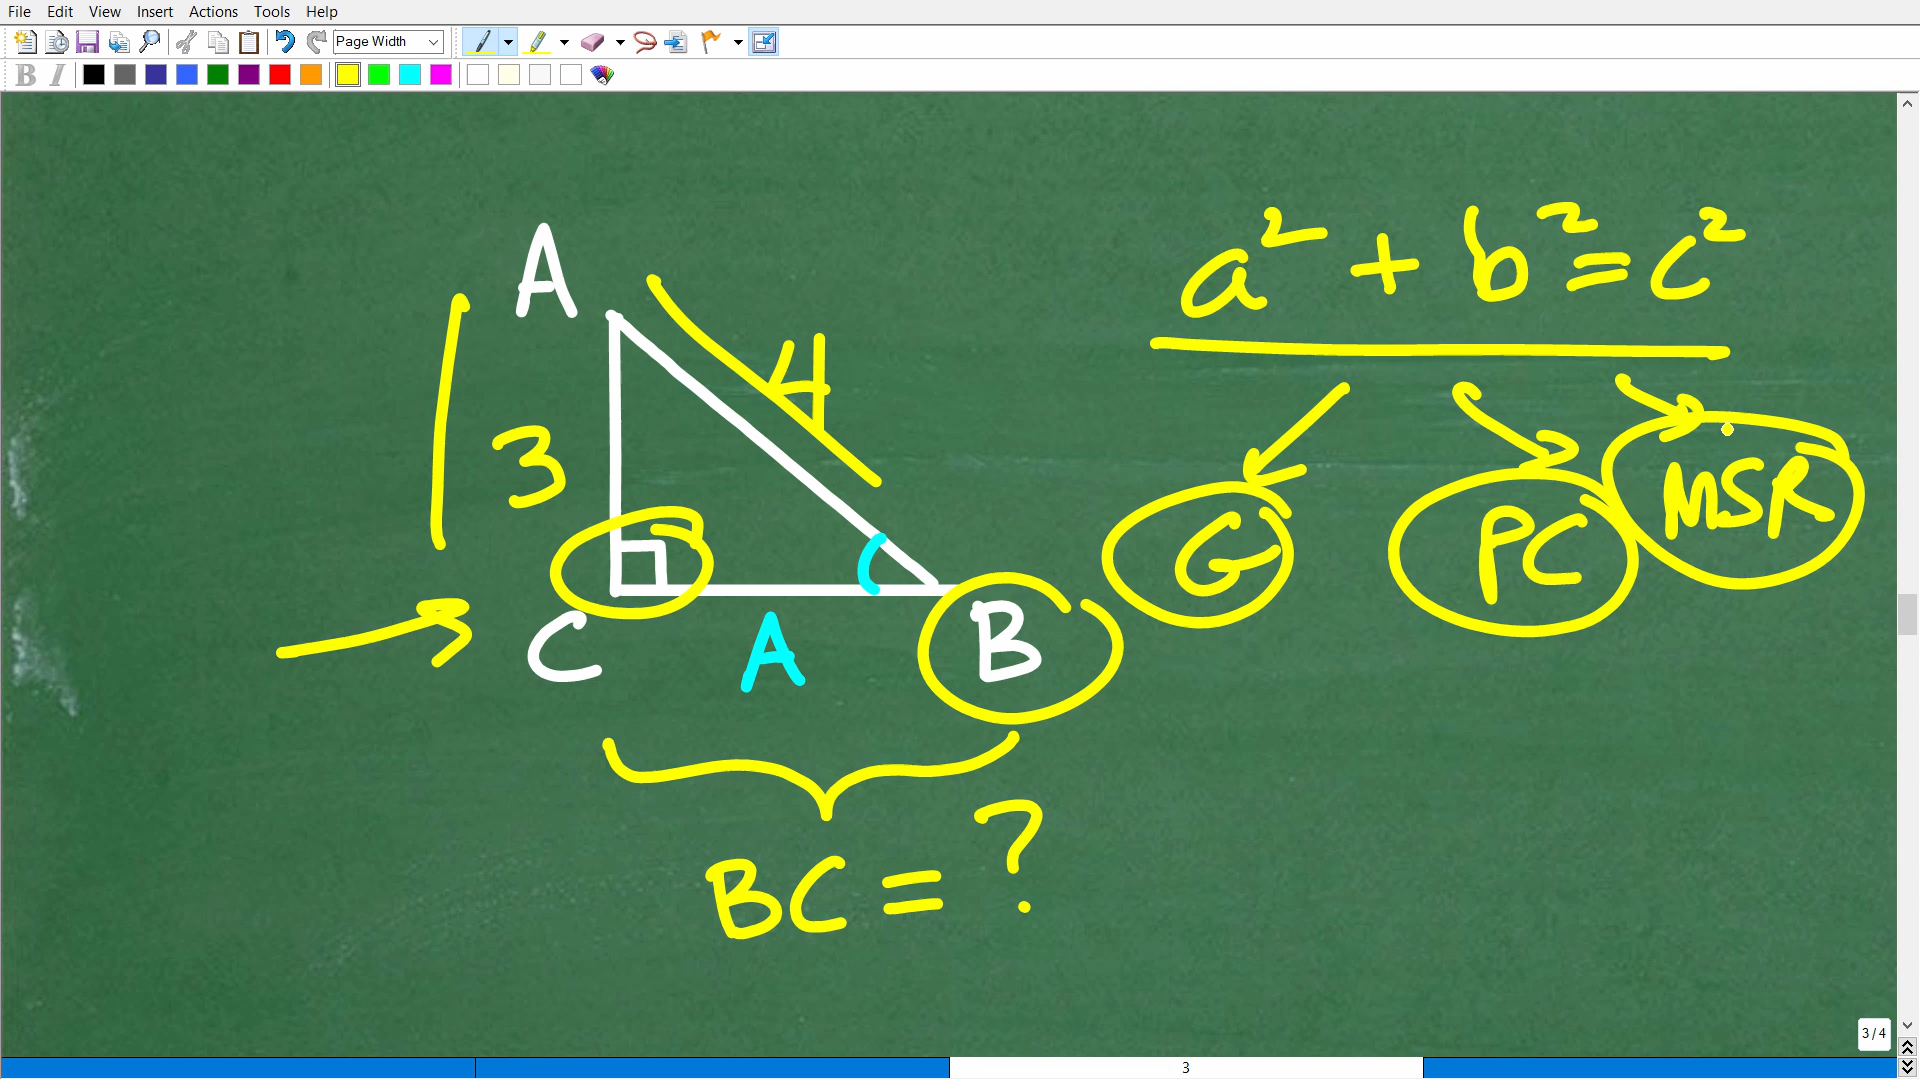 File Edit View Insert Actions Tools Help
Page Width
B I
a² + b² = c²
A
4
3
G PC MSR
C A B
BC = ?
3 / 4
3